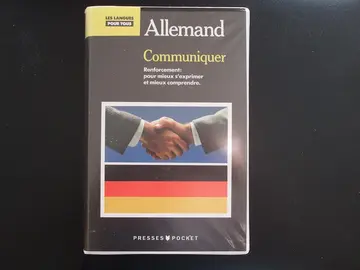 LES LANGUES
POUR TOUS
Allemand
Communiquer
Renforcement:
pour mieux s'exprimer
et mieux comprendre.
PRESSES POCKET